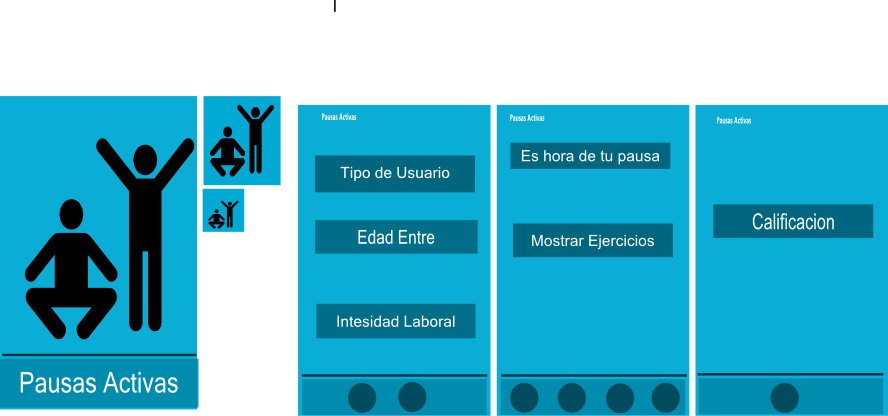 Pausas Activas
Pausas Activas
Tipo de Usuario
Edad Entre
Intesidad Laboral
Pausas Activas
Es hora de tu pausa
Mostrar Ejercicios
Pausas Activas
Calificacion